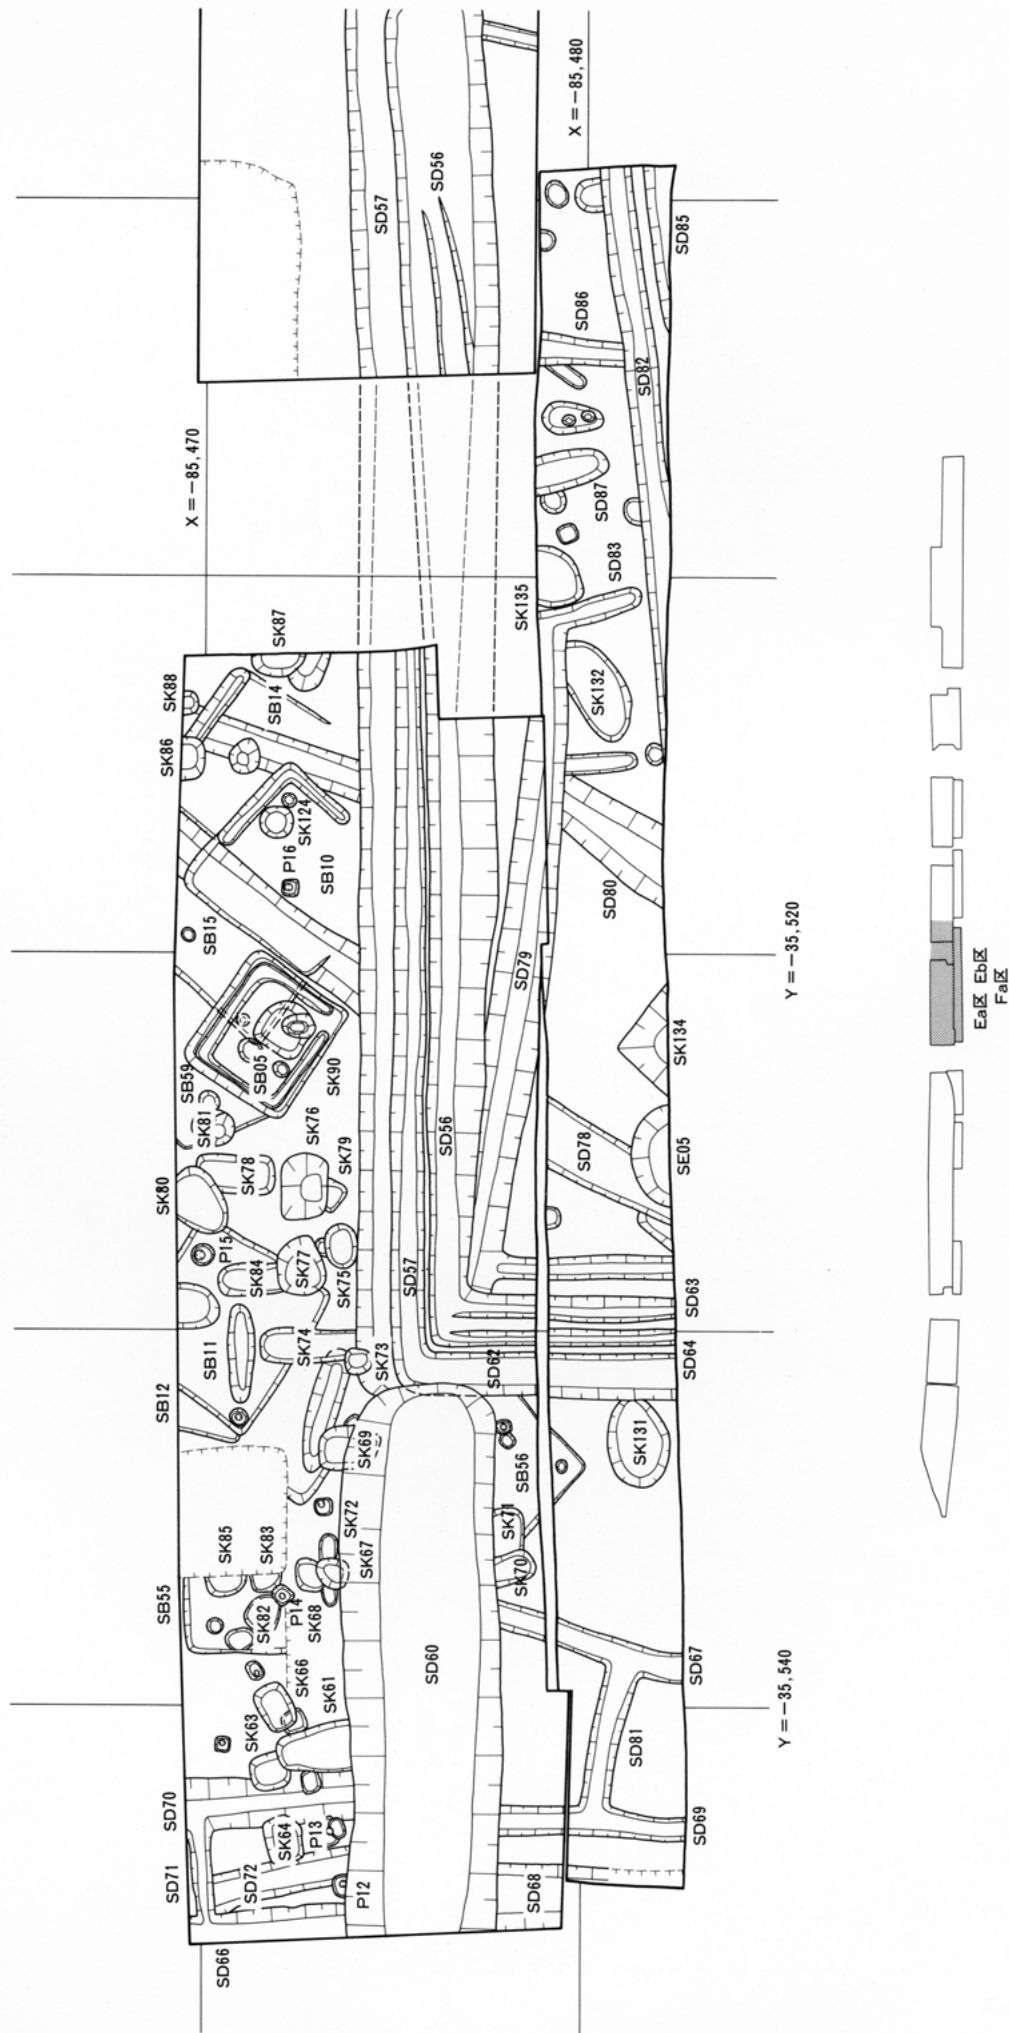 X = −85,480
SD57
SD56
SD85
SD86
SD82
X = −85,470
SD87
SD83
SK135
SK87
SK88
SB14
SK132
SK86
SK124
P16
SB10
SD80
SB15
Y = −35,520
SD79
SK134
SB05
SB59
SK90
SK81
SK76
SK79
SD56
SD78
SE05
SK78
SK80
P15
SK84
SK77
SK75
SD57
SD63
SB11
SK74
SK73
SD62
SD64
SB12
SK69
SB56
SK131
SK72
SK71
SK85
SK83
SK67
SK70
SB55
SK82
P14
SK68
SK66
SK61
SD60
SD67
SK63
Y = −35,540
SD81
SD70
SK64
P13
SD69
SD71
SD72
P12
SD68
SD66
Ea区 Eb区
Fa区